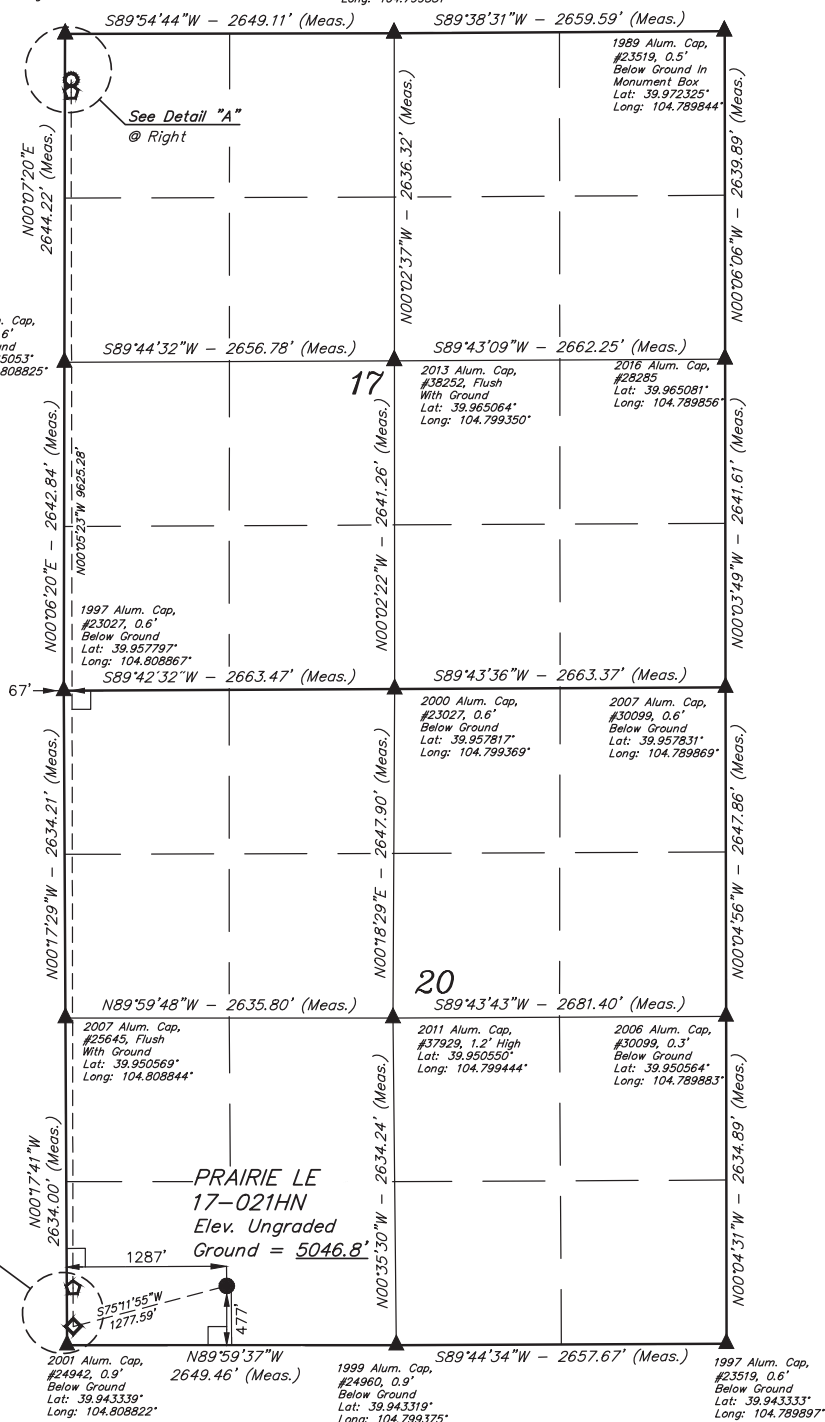 S89°54'44"W - 2649.11' (Meas.)
S89°38'31"W - 2659.59' (Meas.)
1989 Alum. Cap,
#23519, 0.5'
Below Ground In
Monument Box
Lat: 39.972325°
Long: 104.789844°
See Detail "A"
@ Right
N00°07'20"E
2644.22' (Meas.)
N00°02'37"W - 2636.32' (Meas.)
N00°06'06"W - 2639.89' (Meas.)
Cap,
808825°
S89°44'32"W - 2656.78' (Meas.)
S89°43'09"W - 2662.25' (Meas.)
17
2013 Alum. Cap,
#38252, Flush
With Ground
Lat: 39.965064°
Long: 104.799350°
2016 Alum. Cap,
#28285
Lat: 39.965081°
Long: 104.789856°
N00°06'20"E - 2642.84' (Meas.)
N00°05'23"W 9625.28'
N00°02'22"W - 2641.26' (Meas.)
N00°03'49"W - 2641.61' (Meas.)
1997 Alum. Cap,
#23027, 0.6'
Below Ground
Lat: 39.957797°
Long: 104.808867°
67'
S89°42'32"W - 2663.47' (Meas.)
S89°43'36"W - 2663.37' (Meas.)
2000 Alum. Cap,
#23027, 0.6'
Below Ground
Lat: 39.957817°
Long: 104.799369°
2007 Alum. Cap,
#30099, 0.6'
Below Ground
Lat: 39.957831°
Long: 104.789869°
N00°17'29"W - 2634.21' (Meas.)
N00°18'29"E - 2647.90' (Meas.)
N00°04'56"W - 2647.86' (Meas.)
20
N89°59'48"W - 2635.80' (Meas.)
S89°43'43"W - 2681.40' (Meas.)
2007 Alum. Cap,
#25645, Flush
With Ground
Lat: 39.950569°
Long: 104.808844°
2011 Alum. Cap,
#37929, 1.2' High
Lat: 39.950550°
Long: 104.799444°
2006 Alum. Cap,
#30099, 0.3'
Below Ground
Lat: 39.950564°
Long: 104.789883°
N00°17'41"W
2634.00' (Meas.)
N00°35'30"W - 2634.24' (Meas.)
N00°04'31"W - 2634.89' (Meas.)
PRAIRIE LE
17-021HN
Elev. Ungraded
Ground = 5046.8'
1287'
S75°11'55"W
1277.59'
477'
N89°59'37"W
2649.46' (Meas.)
S89°44'34"W - 2657.67' (Meas.)
2001 Alum. Cap,
#24942, 0.9'
Below Ground
Lat: 39.943339°
Long: 104.808822°
1999 Alum. Cap,
#24960, 0.9'
Below Ground
Lat: 39.943319°
Long: 104.799375°
1997 Alum. Cap,
#23519, 0.6'
Below Ground
Lat: 39.943333°
Long: 104.789897°